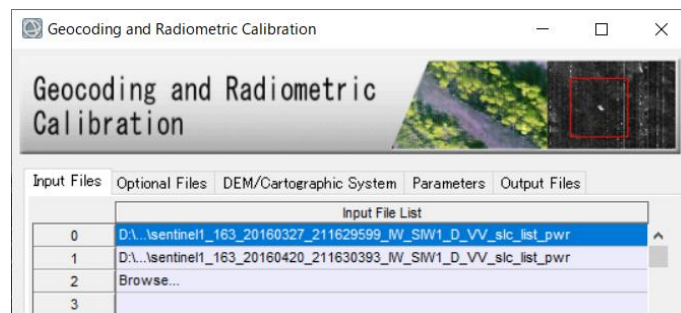 Geocoding and Radiometric Calibration
Geocoding and Radiometric
Calibration
Input Files Optional Files DEM/Cartographic System Parameters Output Files
Input File List
0 D:\...\sentinel1_163_20160327_211629599_IW_SIW1_D_VV_slc_list_pwr
1 D:\...\sentinel1_163_20160420_211630393_IW_SIW1_D_VV_slc_list_pwr
2 Browse...
3